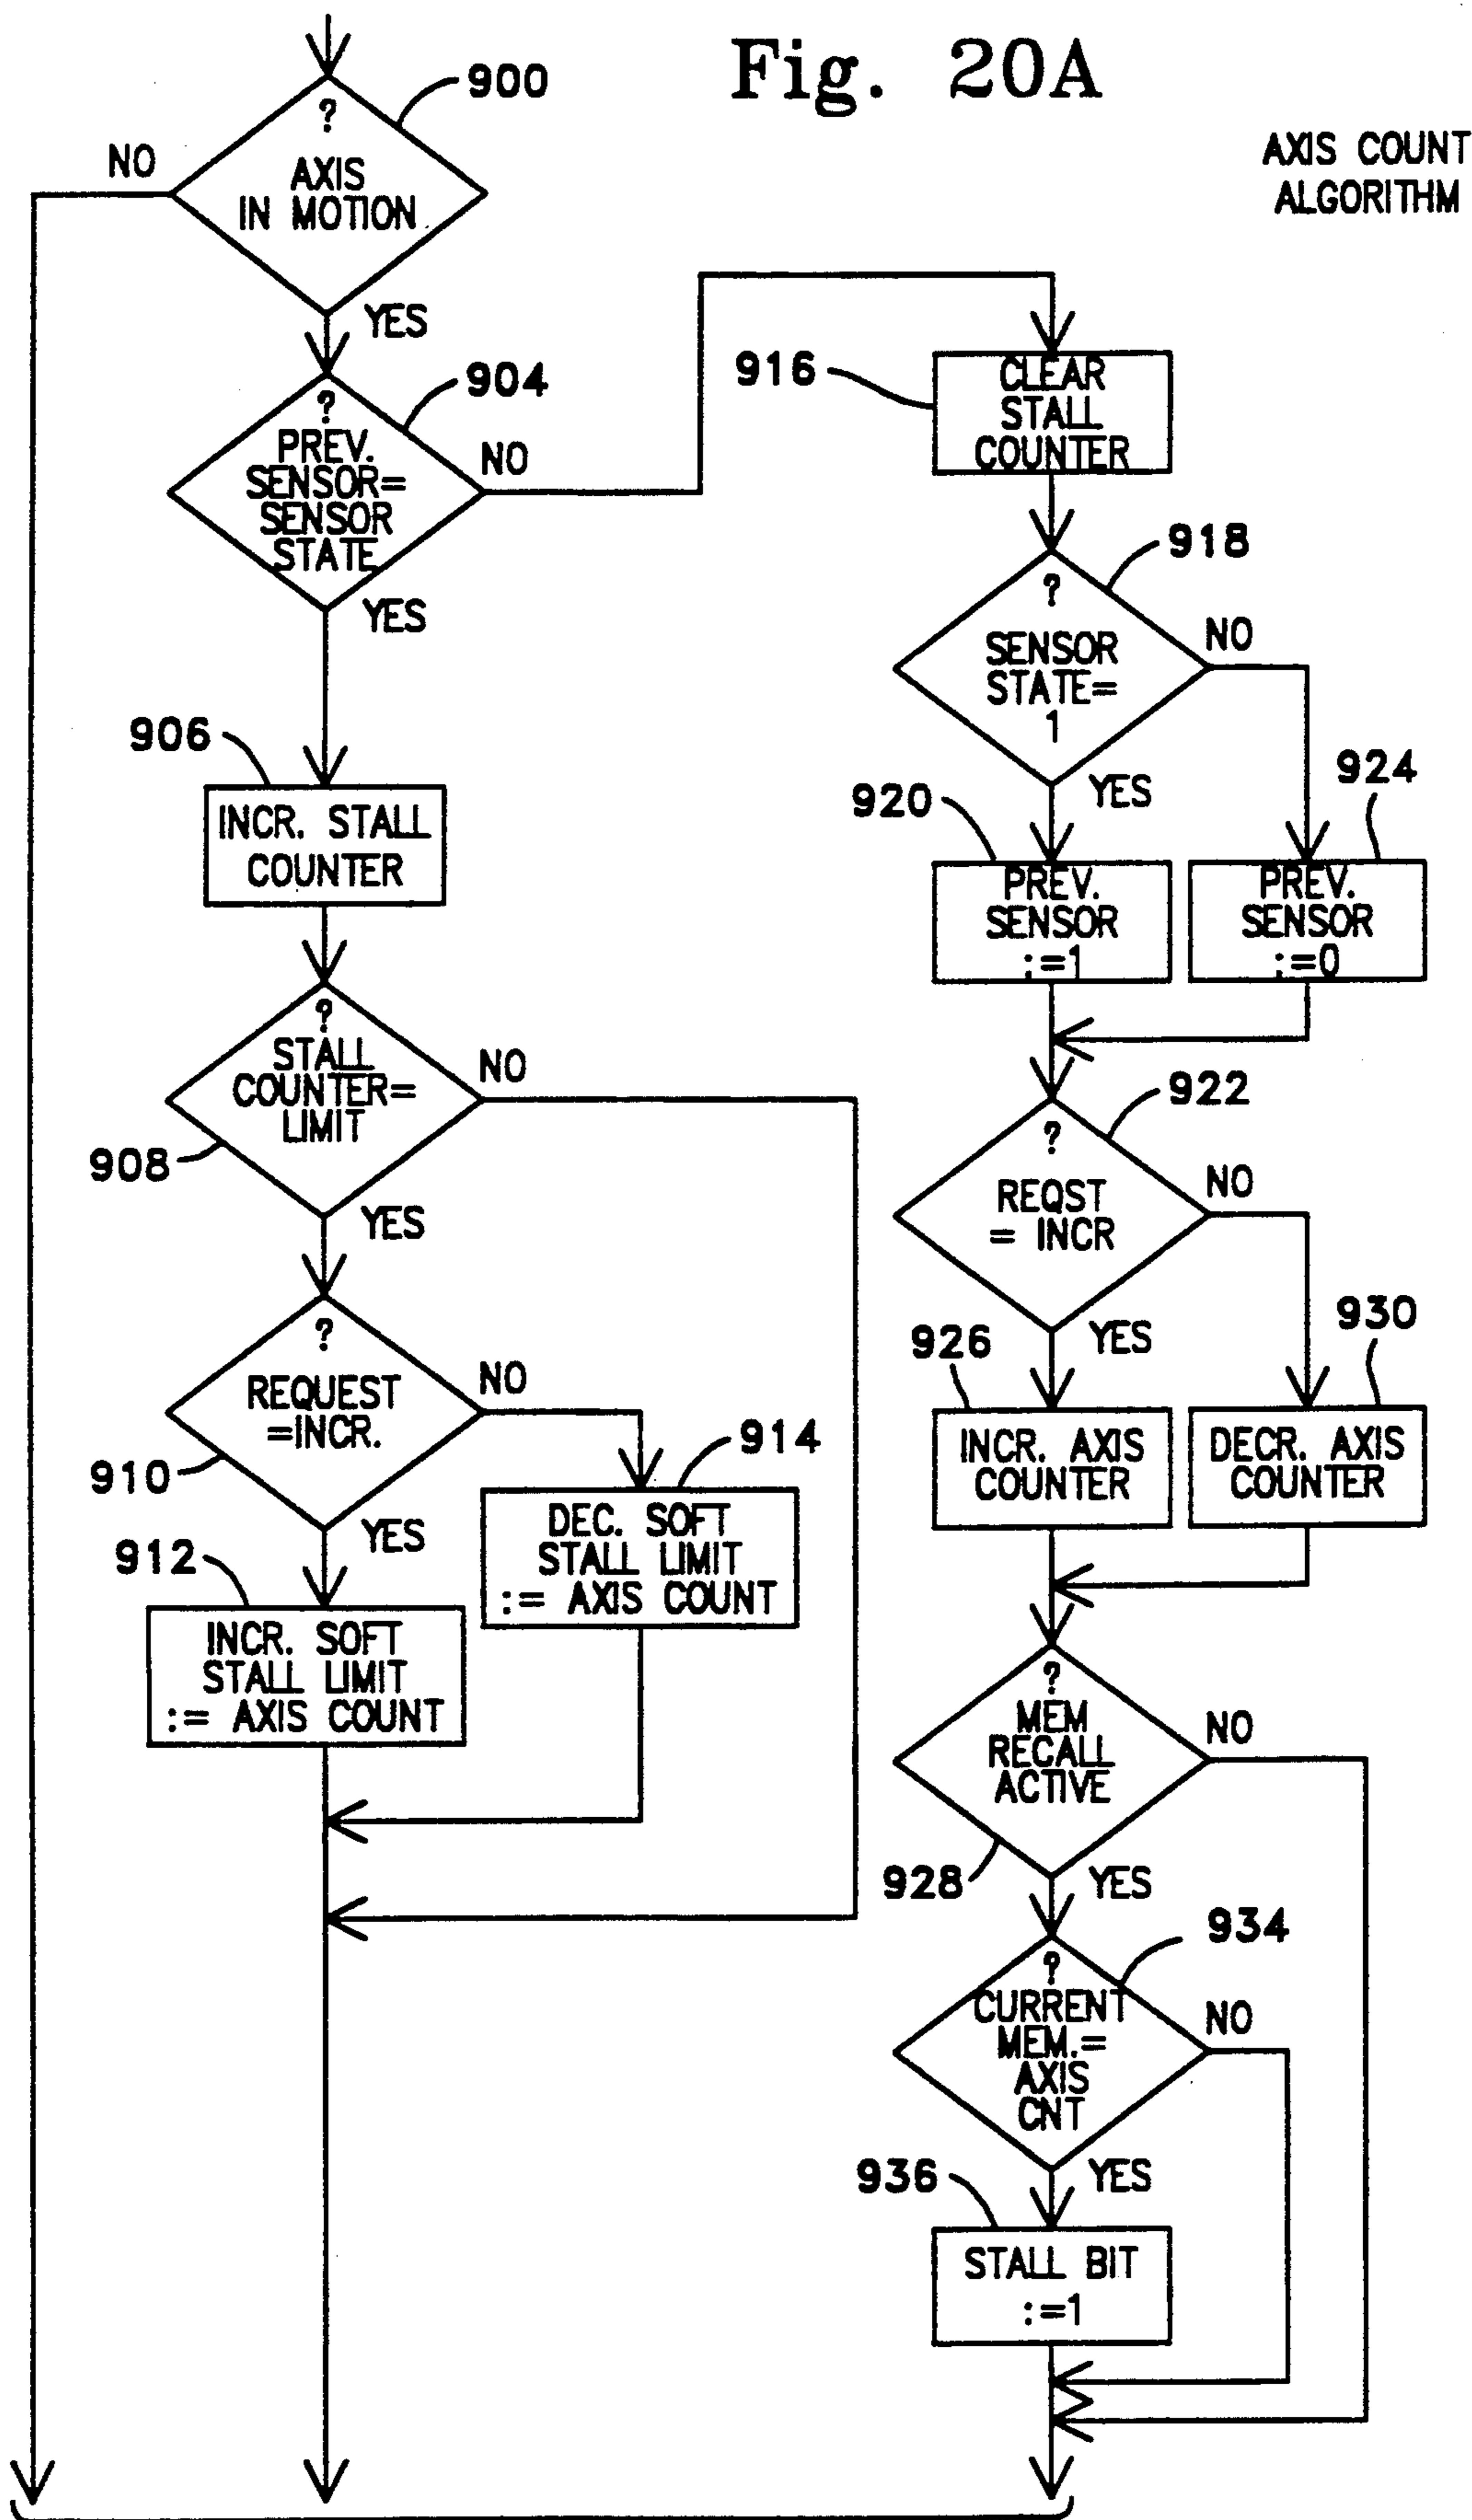 Fig. 20A
AXIS COUNT
ALGORITHM
900
?
AXIS
IN MOTION
NO
YES
904
?
PREV.
SENSOR=
SENSOR
STATE
NO
YES
906
INCR. STALL
COUNTER
908
?
STALL
COUNTER=
LIMIT
NO
YES
910
?
REQUEST
=INCR.
NO
YES
912
INCR. SOFT
STALL LIMIT
:= AXIS COUNT
914
DEC. SOFT
STALL LIMIT
:= AXIS COUNT
916
CLEAR
STALL
COUNTER
918
?
SENSOR
STATE=
1
NO
YES
920
PREV.
SENSOR
:=1
924
PREV.
SENSOR
:=0
922
?
REQST
= INCR
NO
YES
926
INCR. AXIS
COUNTER
930
DECR. AXIS
COUNTER
?
MEM
RECALL
ACTIVE
NO
928
YES
934
?
CURRENT
MEM.=
AXIS
CNT
NO
YES
936
STALL BIT
:=1